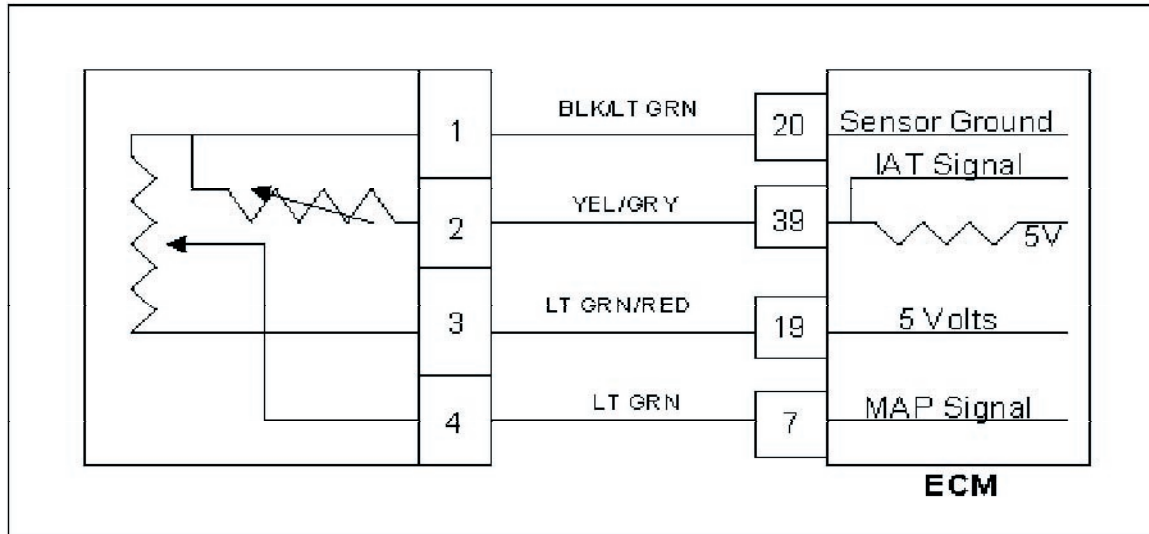 1 BLK/LT GRN 20 Sensor Ground
IAT Signal
2 YEL/GRY 39 5V
3 LT GRN/RED 19 5 Volts
4 LT GRN 7 MAP Signal
ECM